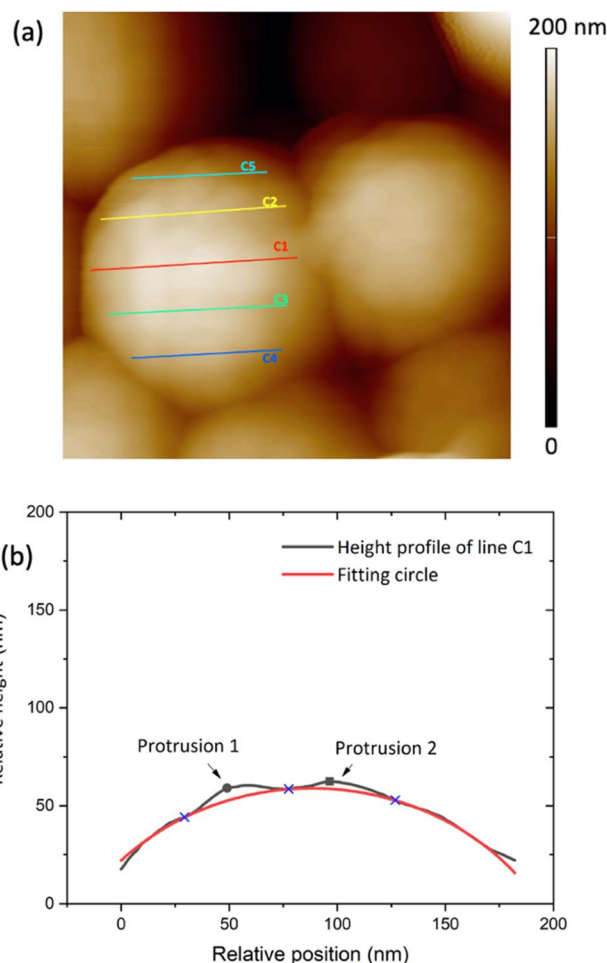 (a)
200 nm
C5
C2
C1
C3
C4
0
(b)
200
150
100
50
0
Height profile of line C1
Fitting circle
Protrusion 1
Protrusion 2
0
50
100
150
200
Relative position (nm)